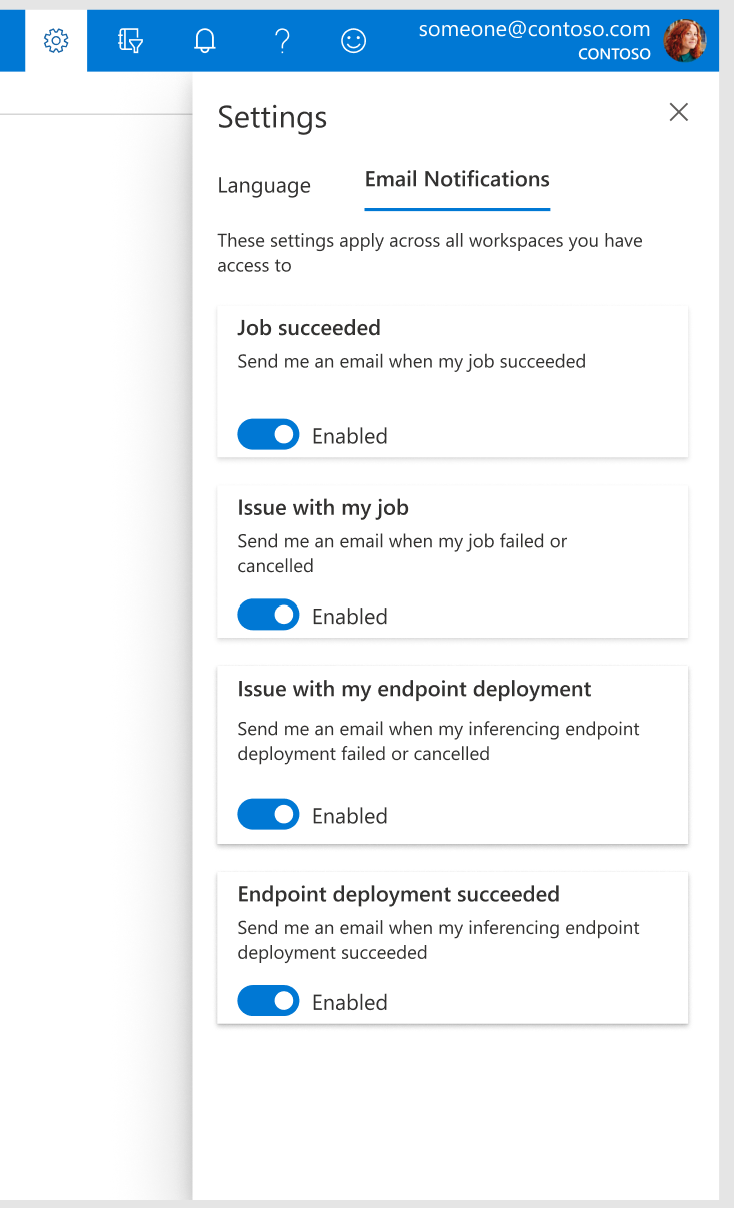 someone@contoso.com
CONTOSO
Settings
Language
Email Notifications
These settings apply across all workspaces you have
access to
Job succeeded
Send me an email when my job succeeded
Enabled
Issue with my job
Send me an email when my job failed or
cancelled
Enabled
Issue with my endpoint deployment
Send me an email when my inferencing endpoint
deployment failed or cancelled
Enabled
Endpoint deployment succeeded
Send me an email when my inferencing endpoint
deployment succeeded
Enabled